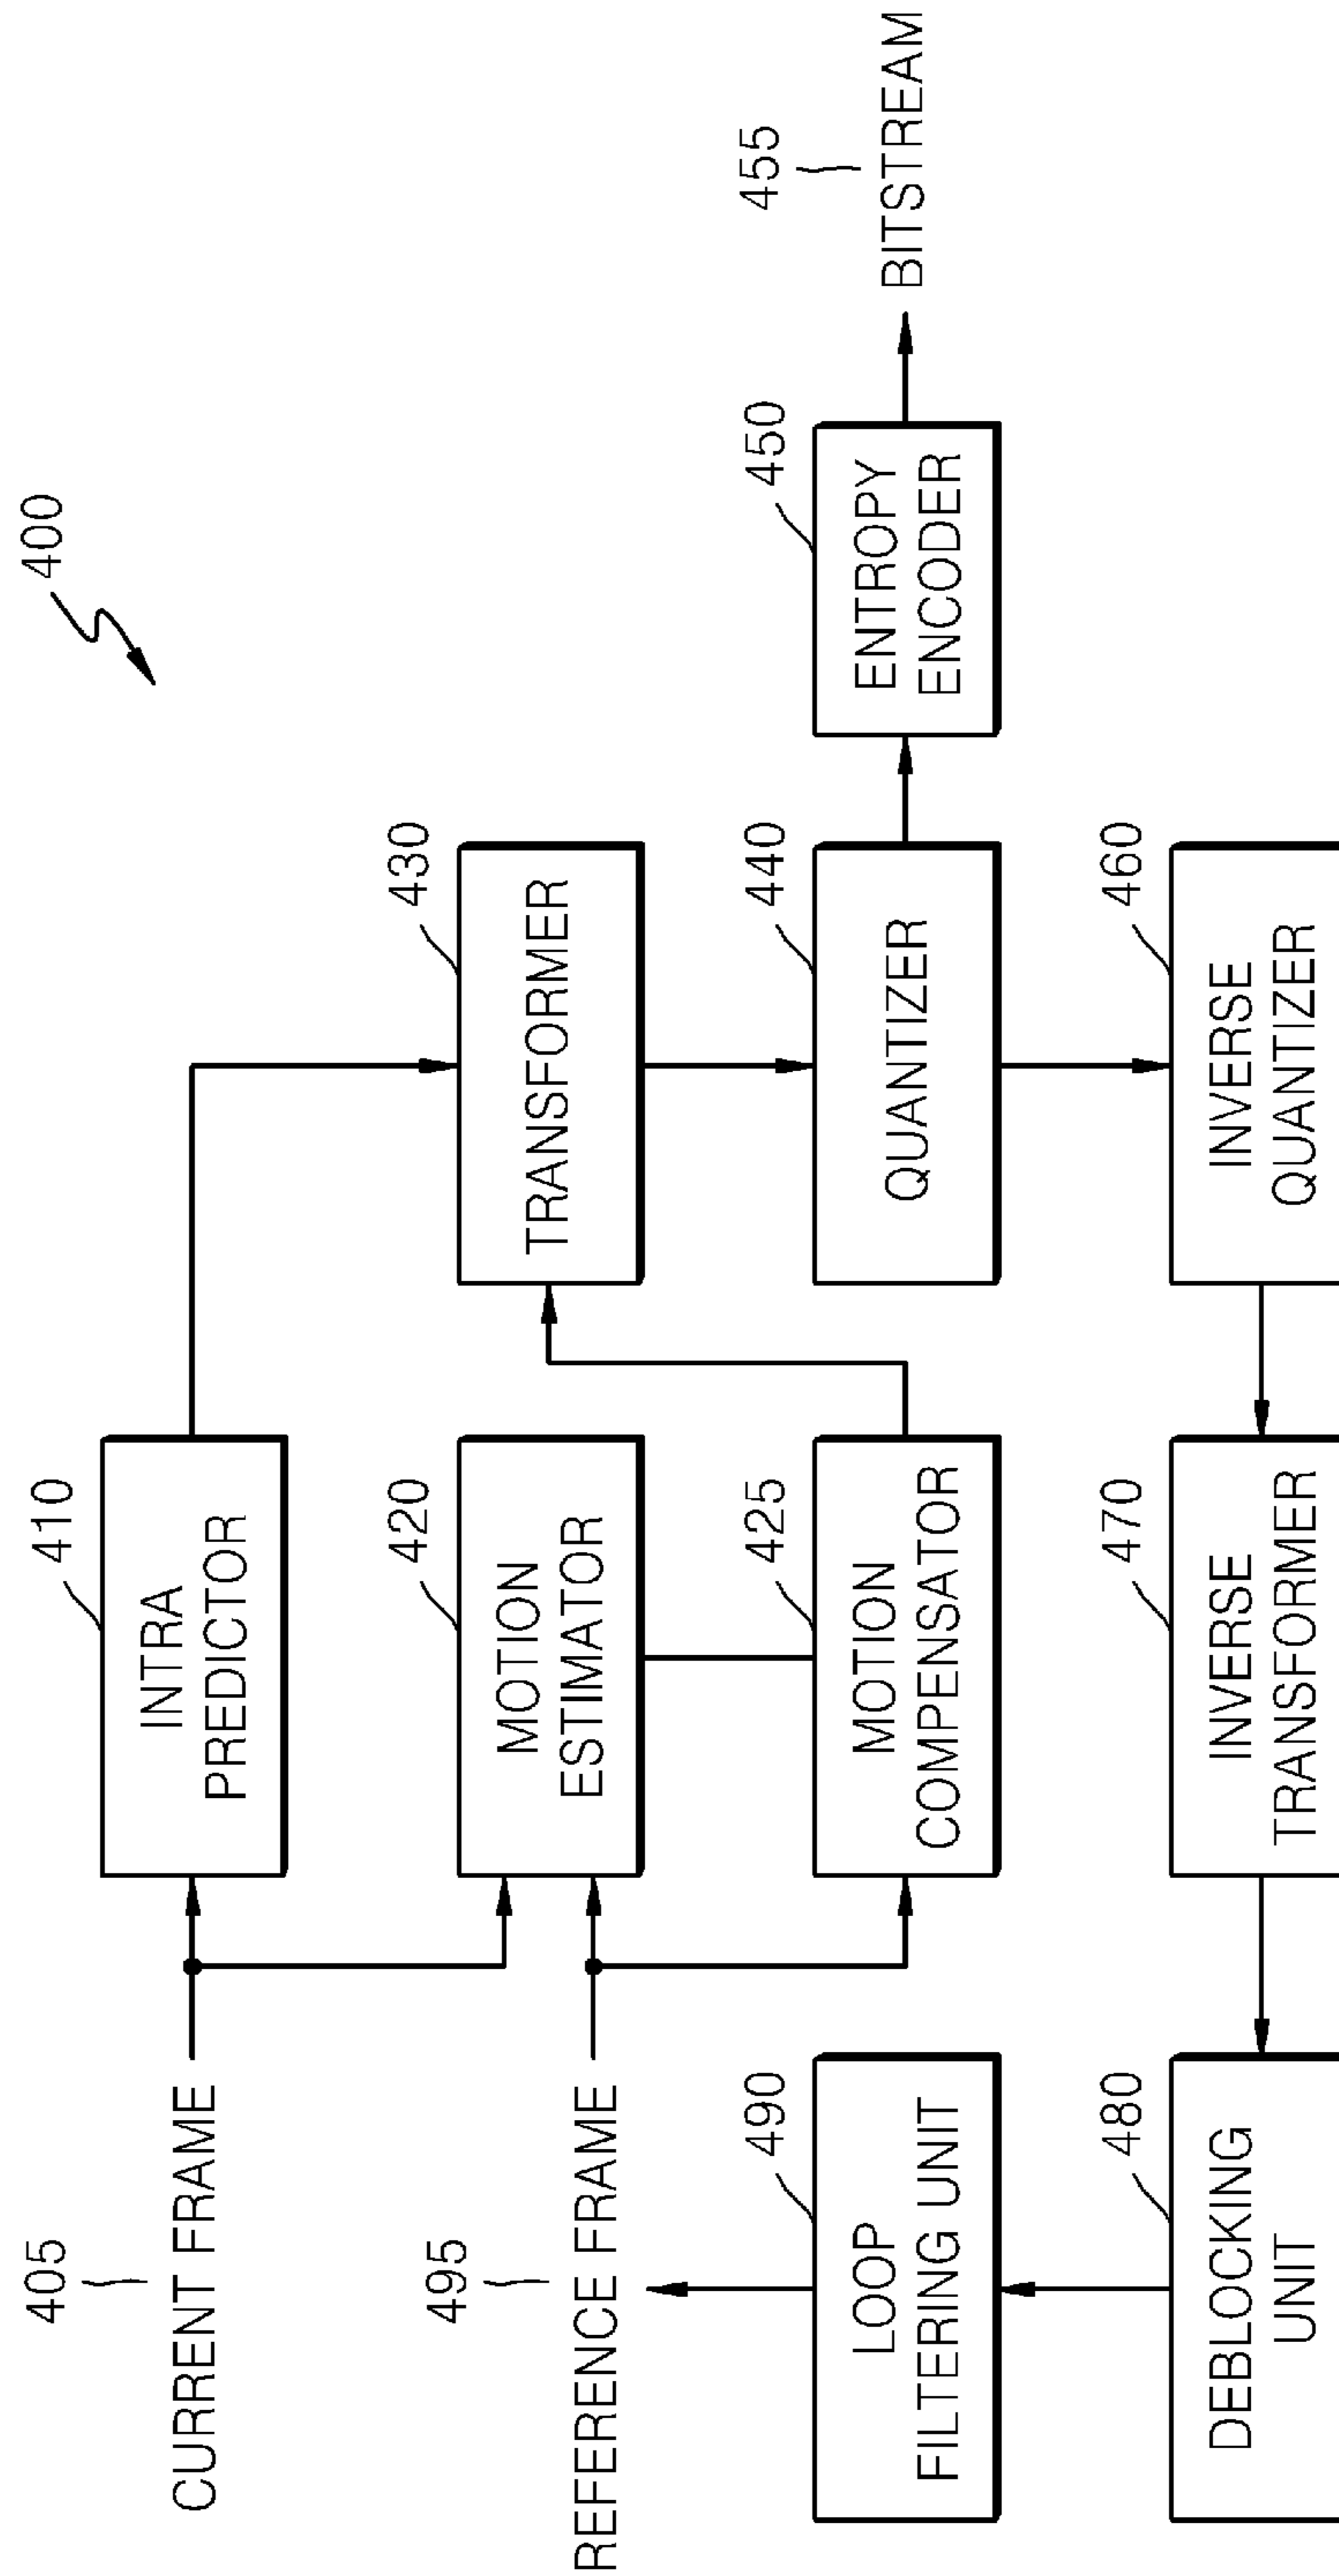 400
405
CURRENT FRAME
410
INTRA
PREDICTOR
495
REFERENCE FRAME
420
MOTION
ESTIMATOR
430
TRANSFORMER
490
LOOP
FILTERING UNIT
425
MOTION
COMPENSATOR
440
QUANTIZER
450
ENTROPY
ENCODER
455
BITSTREAM
480
DEBLOCKING
UNIT
470
INVERSE
TRANSFORMER
460
INVERSE
QUANTIZER